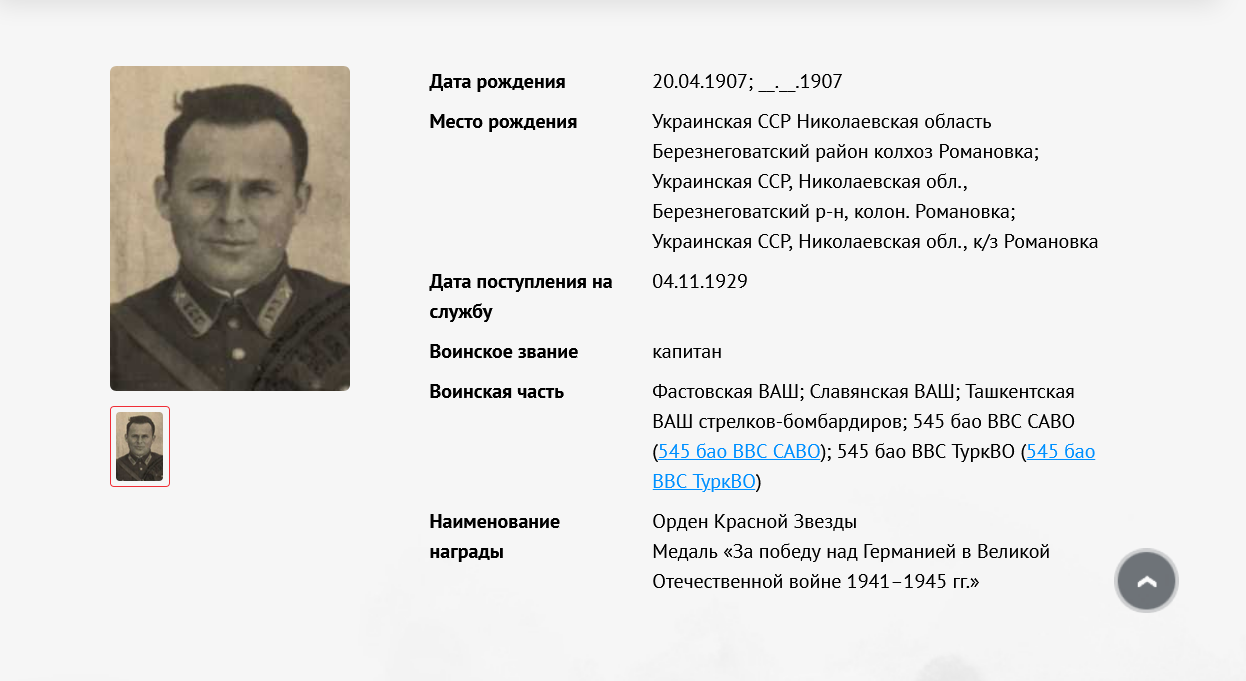 Дата рождения
20.04.1907; __.__.1907
Место рождения
Украинская ССР Николаевская область
Березнеговатский район колхоз Романовка;
Украинская ССР, Николаевская обл.,
Березнеговатский р-н, колон. Романовка;
Украинская ССР, Николаевская обл., к/з Романовка
Дата поступления на
службу
04.11.1929
Воинское звание
капитан
Воинская часть
Фастовская ВАШ; Славянская ВАШ; Ташкентская
ВАШ стрелков-бомбардиров; 545 бао ВВС САВО
(545 бао ВВС САВО); 545 бао ВВС ТуркВО (545 бао
ВВС ТуркВО)
Наименование
награды
Орден Красной Звезды
Медаль «За победу над Германией в Великой
Отечественной войне 1941–1945 гг.»